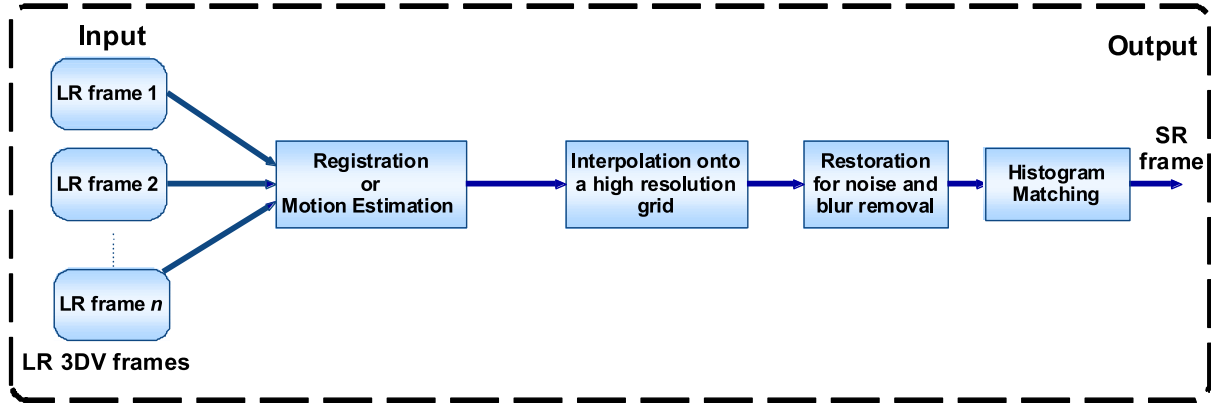 Input
LR frame 1
LR frame 2
LR frame n
LR 3DV frames
Registration
or
Motion Estimation
Interpolation onto
a high resolution
grid
Restoration
for noise and
blur removal
Histogram
Matching
Output
SR
frame